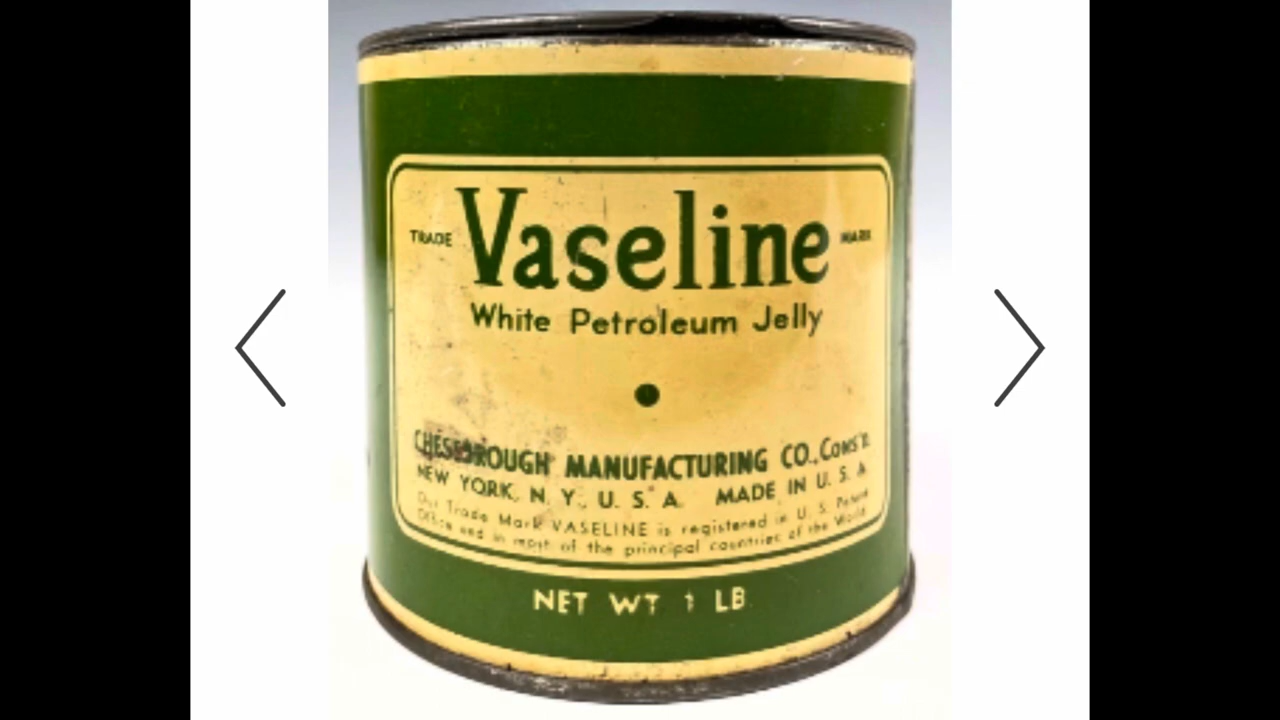 TRADE Vaseline MARK
White Petroleum Jelly
CHESEBROUGH MANUFACTURING CO., CONS'D.
NEW YORK, N. Y., U. S. A. MADE IN U. S. A.
Our Trade Mark VASELINE is registered in U. S. Patent
Office and in most of the principal countries of the World
NET WT 1 LB